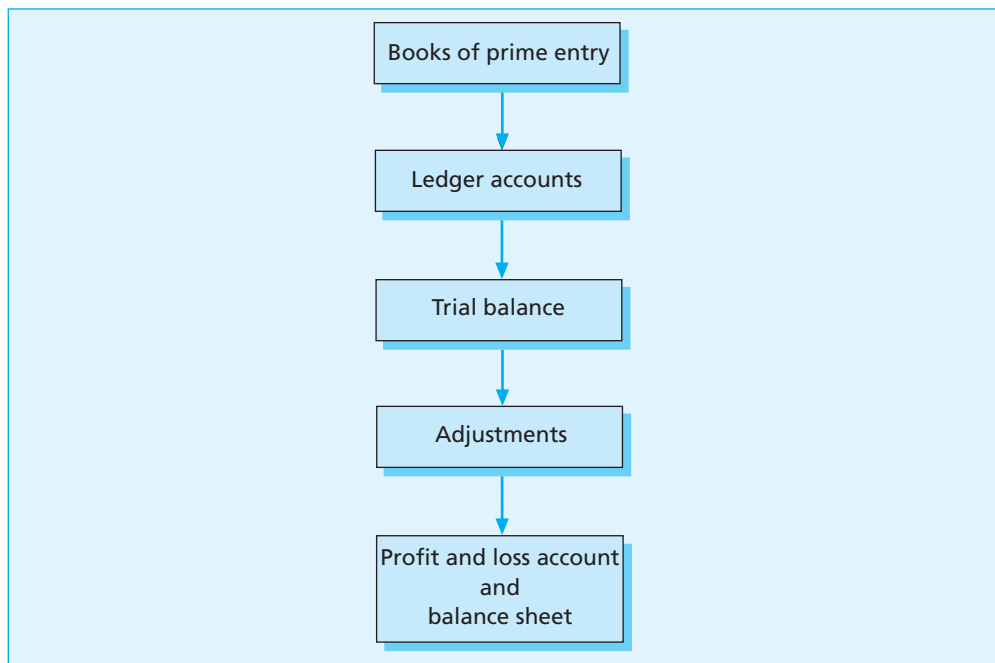 Books of prime entry
Ledger accounts
Trial balance
Adjustments
Profit and loss account
and
balance sheet